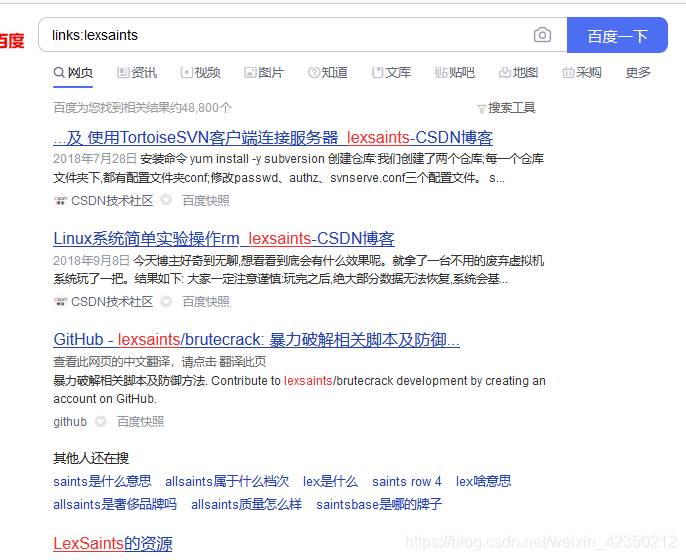 百度
links:lexsaints
百度一下
网页 资讯 视频 图片 知道 文库 贴吧 地图 采购 更多
百度为您找到相关结果约48,800个 搜索工具
...及 使用TortoiseSVN客户端连接服务器_lexsaints-CSDN博客
2018年7月28日 安装命令 yum install -y subversion 创建仓库:我们创建了两个仓库;每一个仓库
文件夹下,都有配置文件夹conf;修改passwd、authz、svnserve.conf三个配置文件。 s...
CSDN技术社区 百度快照
Linux系统简单实验操作rm_lexsaints-CSDN博客
2018年9月8日 今天博主好奇到无聊,想看看到底会有什么效果呢。就拿了一台不用的废弃虚拟机
系统玩了一把。结果如下: 大家一定注意谨慎:玩完之后,绝大部分数据无法恢复,系统会基...
CSDN技术社区 百度快照
GitHub - lexsaints/brutecrack: 暴力破解相关脚本及防御...
查看此网页的中文翻译，请点击 翻译此页
暴力破解相关脚本及防御方法. Contribute to lexsaints/brutecrack development by creating an
account on GitHub.
github 百度快照
其他人还在搜
saints是什么意思 allsaints属于什么档次 lex是什么 saints row 4 lex啥意思
allsaints是奢侈品牌吗 allsaints质量怎么样 saintsbase是哪的牌子
LexSaints的资源
https://blog.csdn.net/weixin_42350212